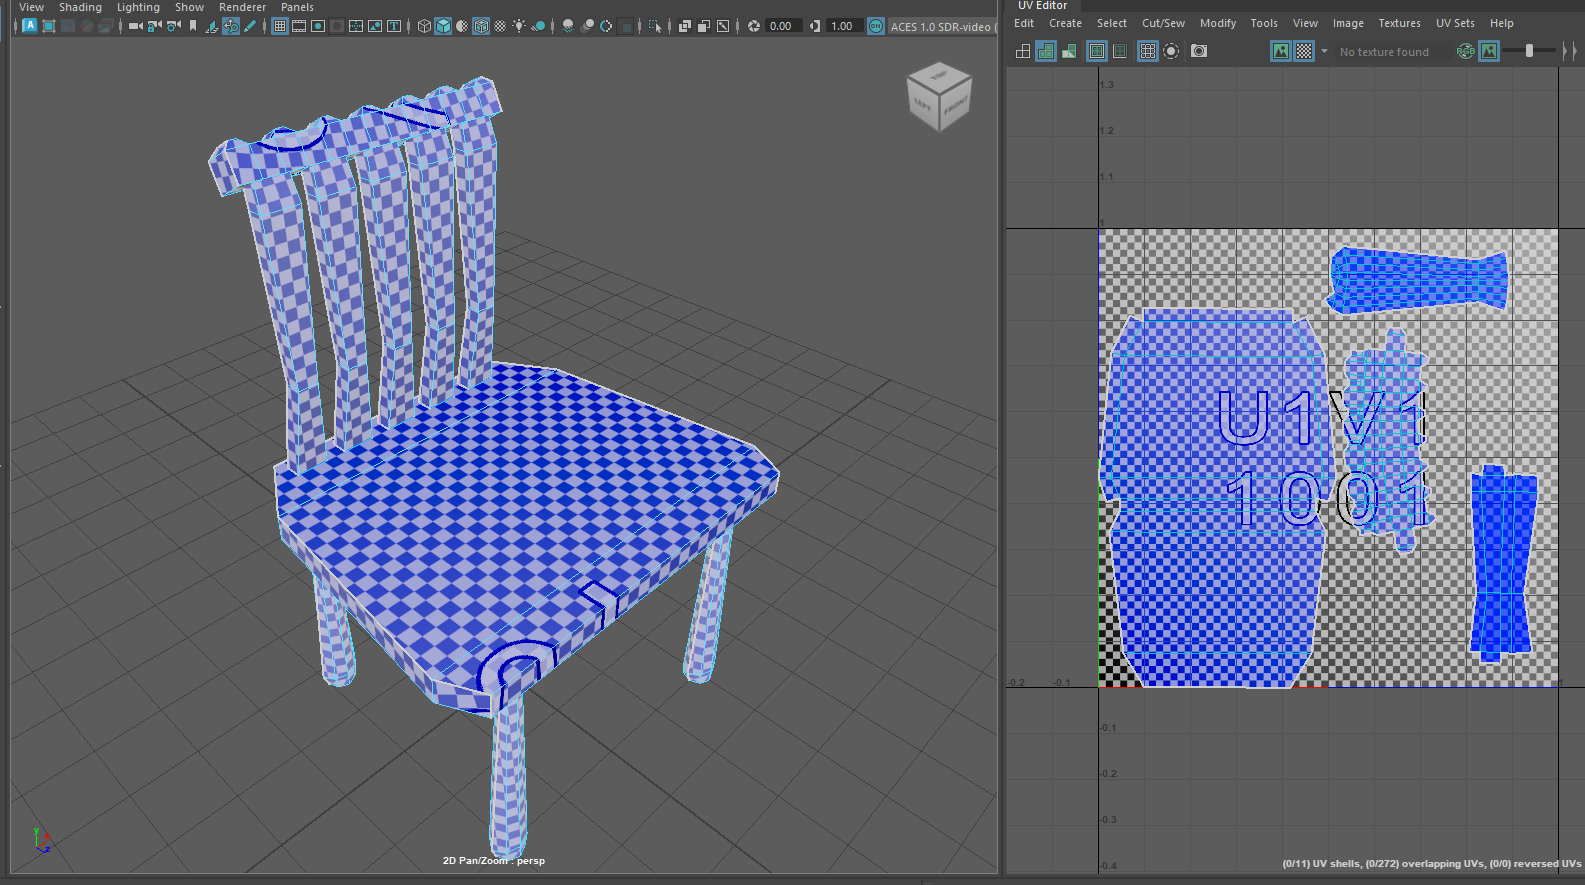 View Shading Lighting Show Renderer Panels
0.00 1.00 ON ACES 1.0 SDR-video (
TOP
LEFT FRONT
2D Pan/Zoom : persp
y
x
z
UV Editor
Edit Create Select Cut/Sew Modify Tools View Image Textures UV Sets Help
No texture found RGB
1.3
1.2
1.1
1
U1V1
1001
-0.2 -0.1 1
-0.1
-0.2
-0.3
-0.4
(0/11) UV shells, (0/272) overlapping UVs, (0/0) reversed UVs